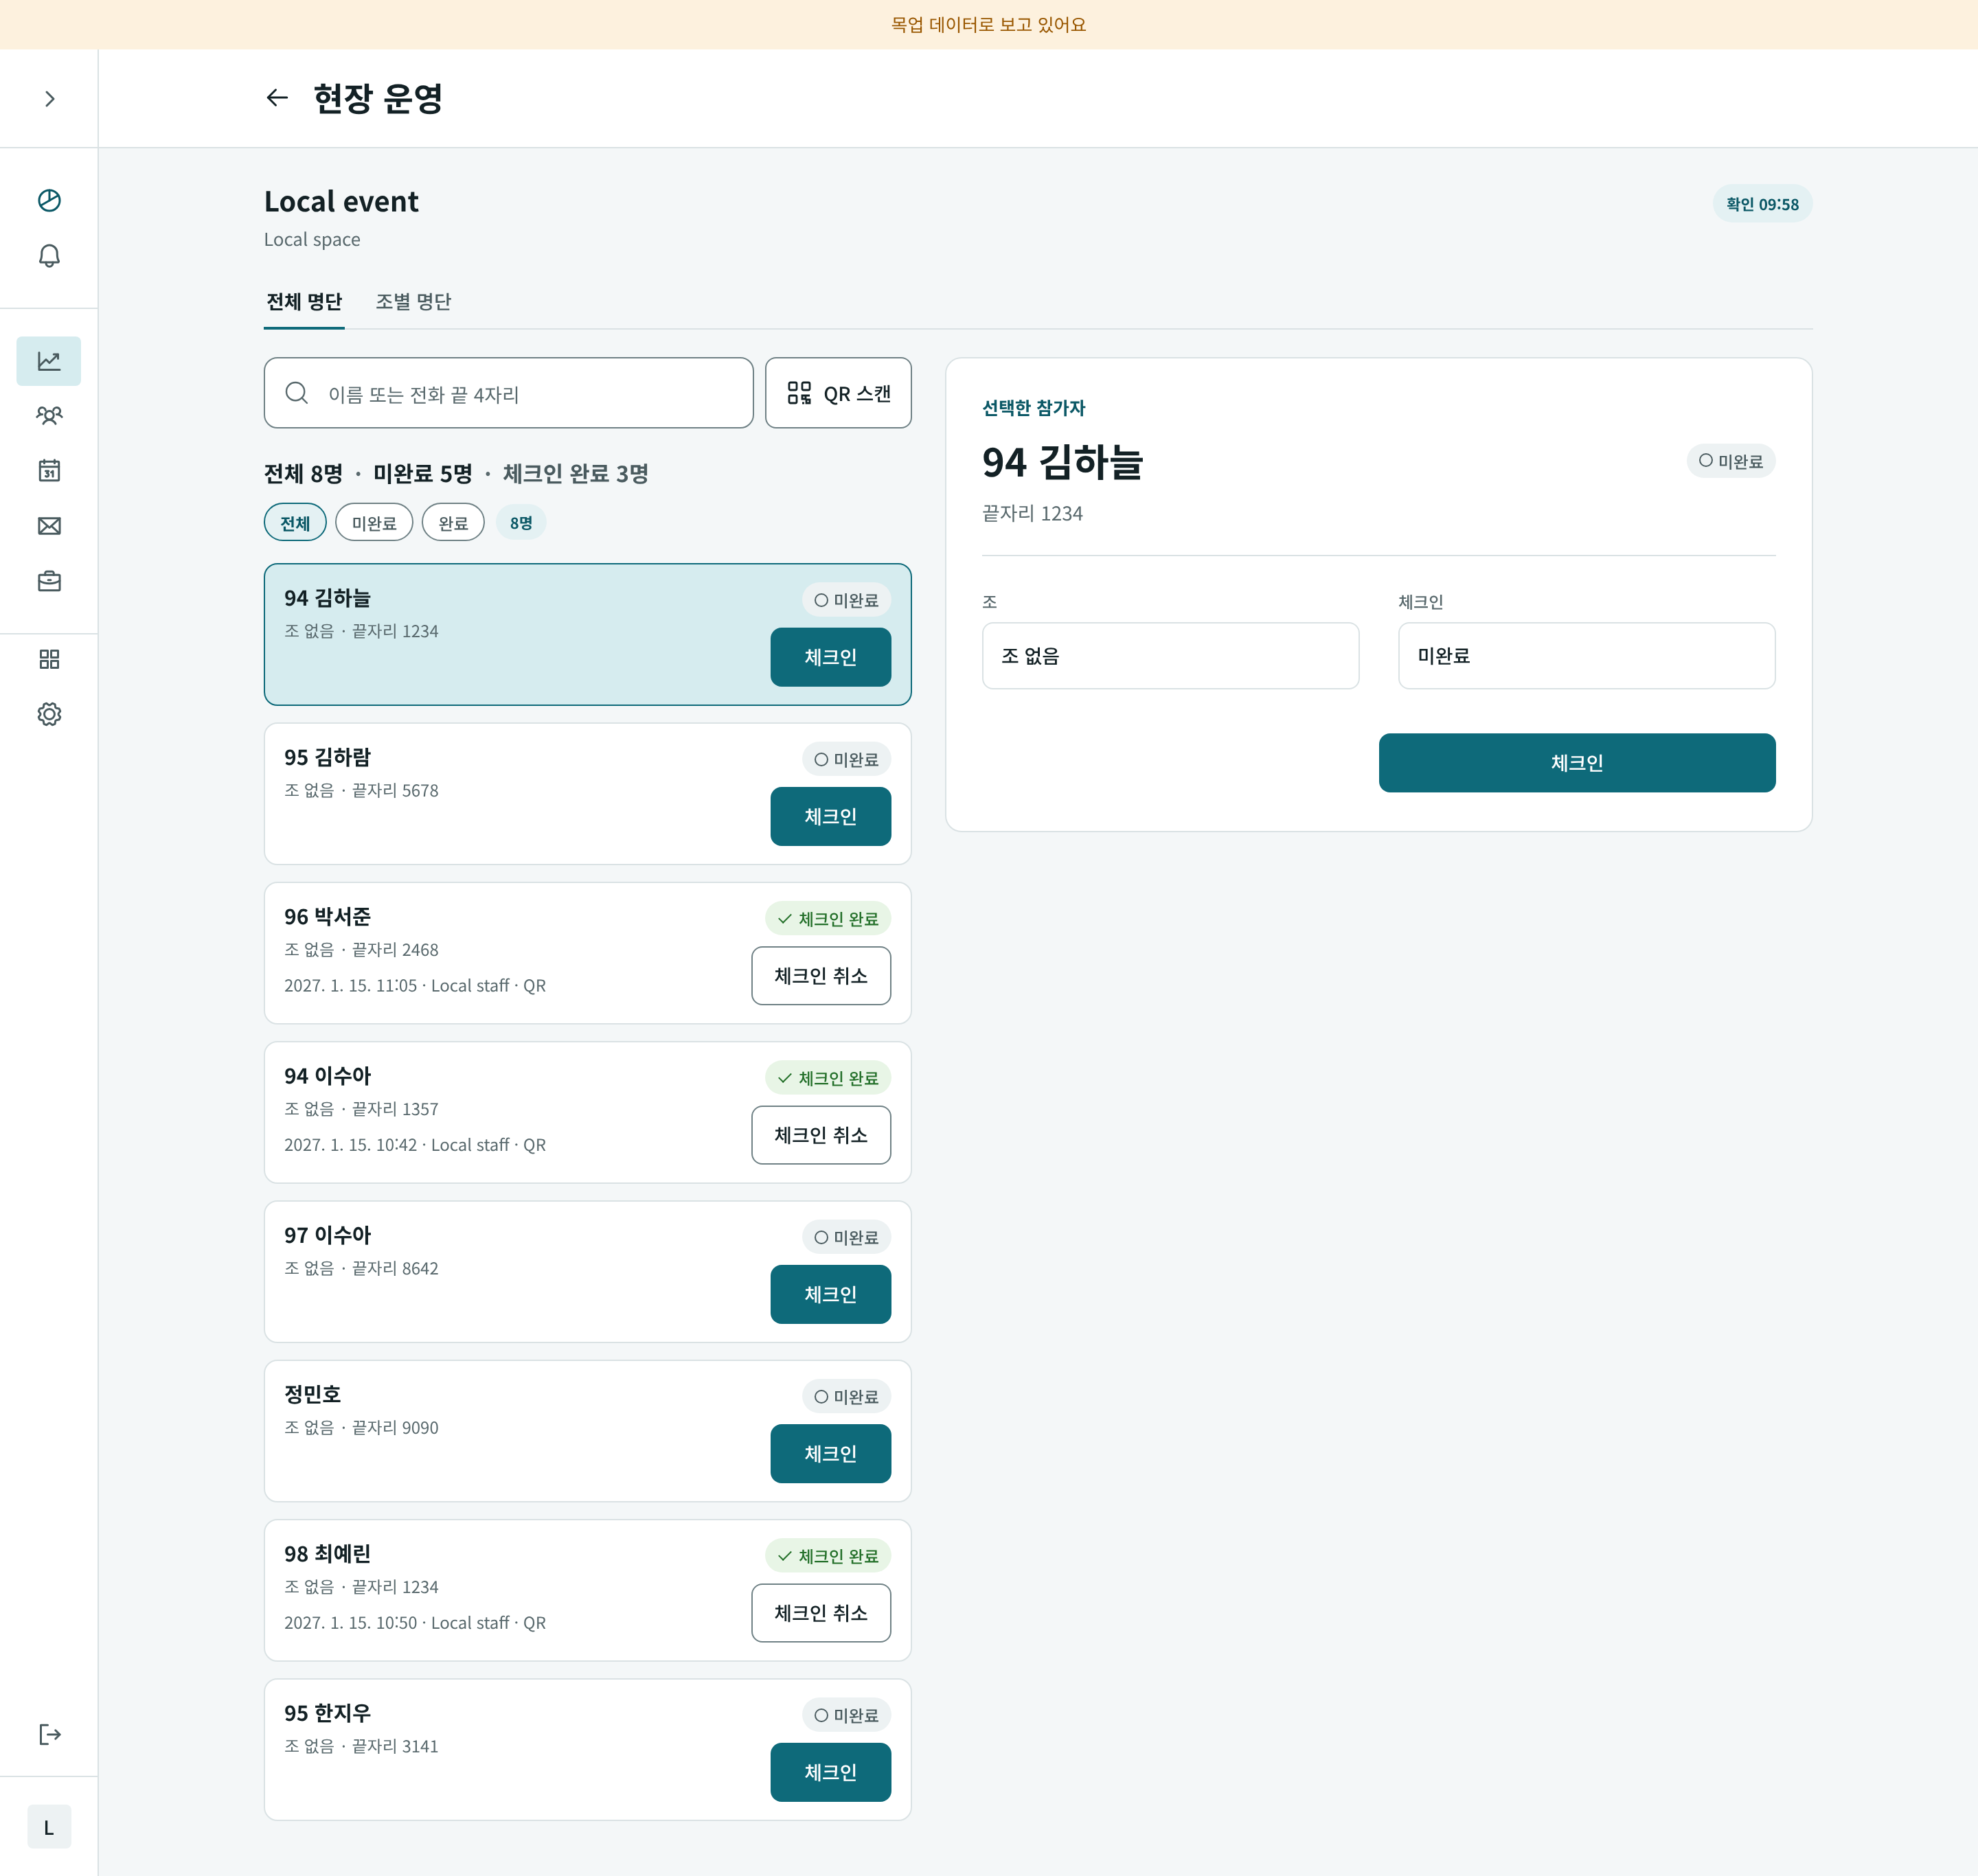 목업 데이터로 보고 있어요
현장 운영
Local event
확인 09:58
Local space
전체 명단
조별 명단
이름 또는 전화 끝 4자리
QR 스캔
전체 8명 · 미완료 5명 · 체크인 완료 3명
전체
미완료
완료
8명
94 김하늘
미완료
조 없음 · 끝자리 1234
체크인
95 김하람
미완료
조 없음 · 끝자리 5678
체크인
96 박서준
체크인 완료
조 없음 · 끝자리 2468
체크인 취소
2027. 1. 15. 11:05 · Local staff · QR
94 이수아
체크인 완료
조 없음 · 끝자리 1357
체크인 취소
2027. 1. 15. 10:42 · Local staff · QR
97 이수아
미완료
조 없음 · 끝자리 8642
체크인
정민호
미완료
조 없음 · 끝자리 9090
체크인
98 최예린
체크인 완료
조 없음 · 끝자리 1234
체크인 취소
2027. 1. 15. 10:50 · Local staff · QR
95 한지우
미완료
조 없음 · 끝자리 3141
체크인
선택한 참가자
94 김하늘
미완료
끝자리 1234
조
체크인
조 없음
미완료
체크인
31
L